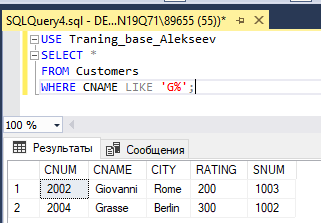 SQLQuery4.sql - DE...N19Q71\89655 (55))*
USE Traning_base_Alekseev
SELECT *
FROM Customers
WHERE CNAME LIKE 'G%';
100 %
Результаты Сообщения
CNUM CNAME CITY RATING SNUM
1 2002 Giovanni Rome 200 1003
2 2004 Grasse Berlin 300 1002